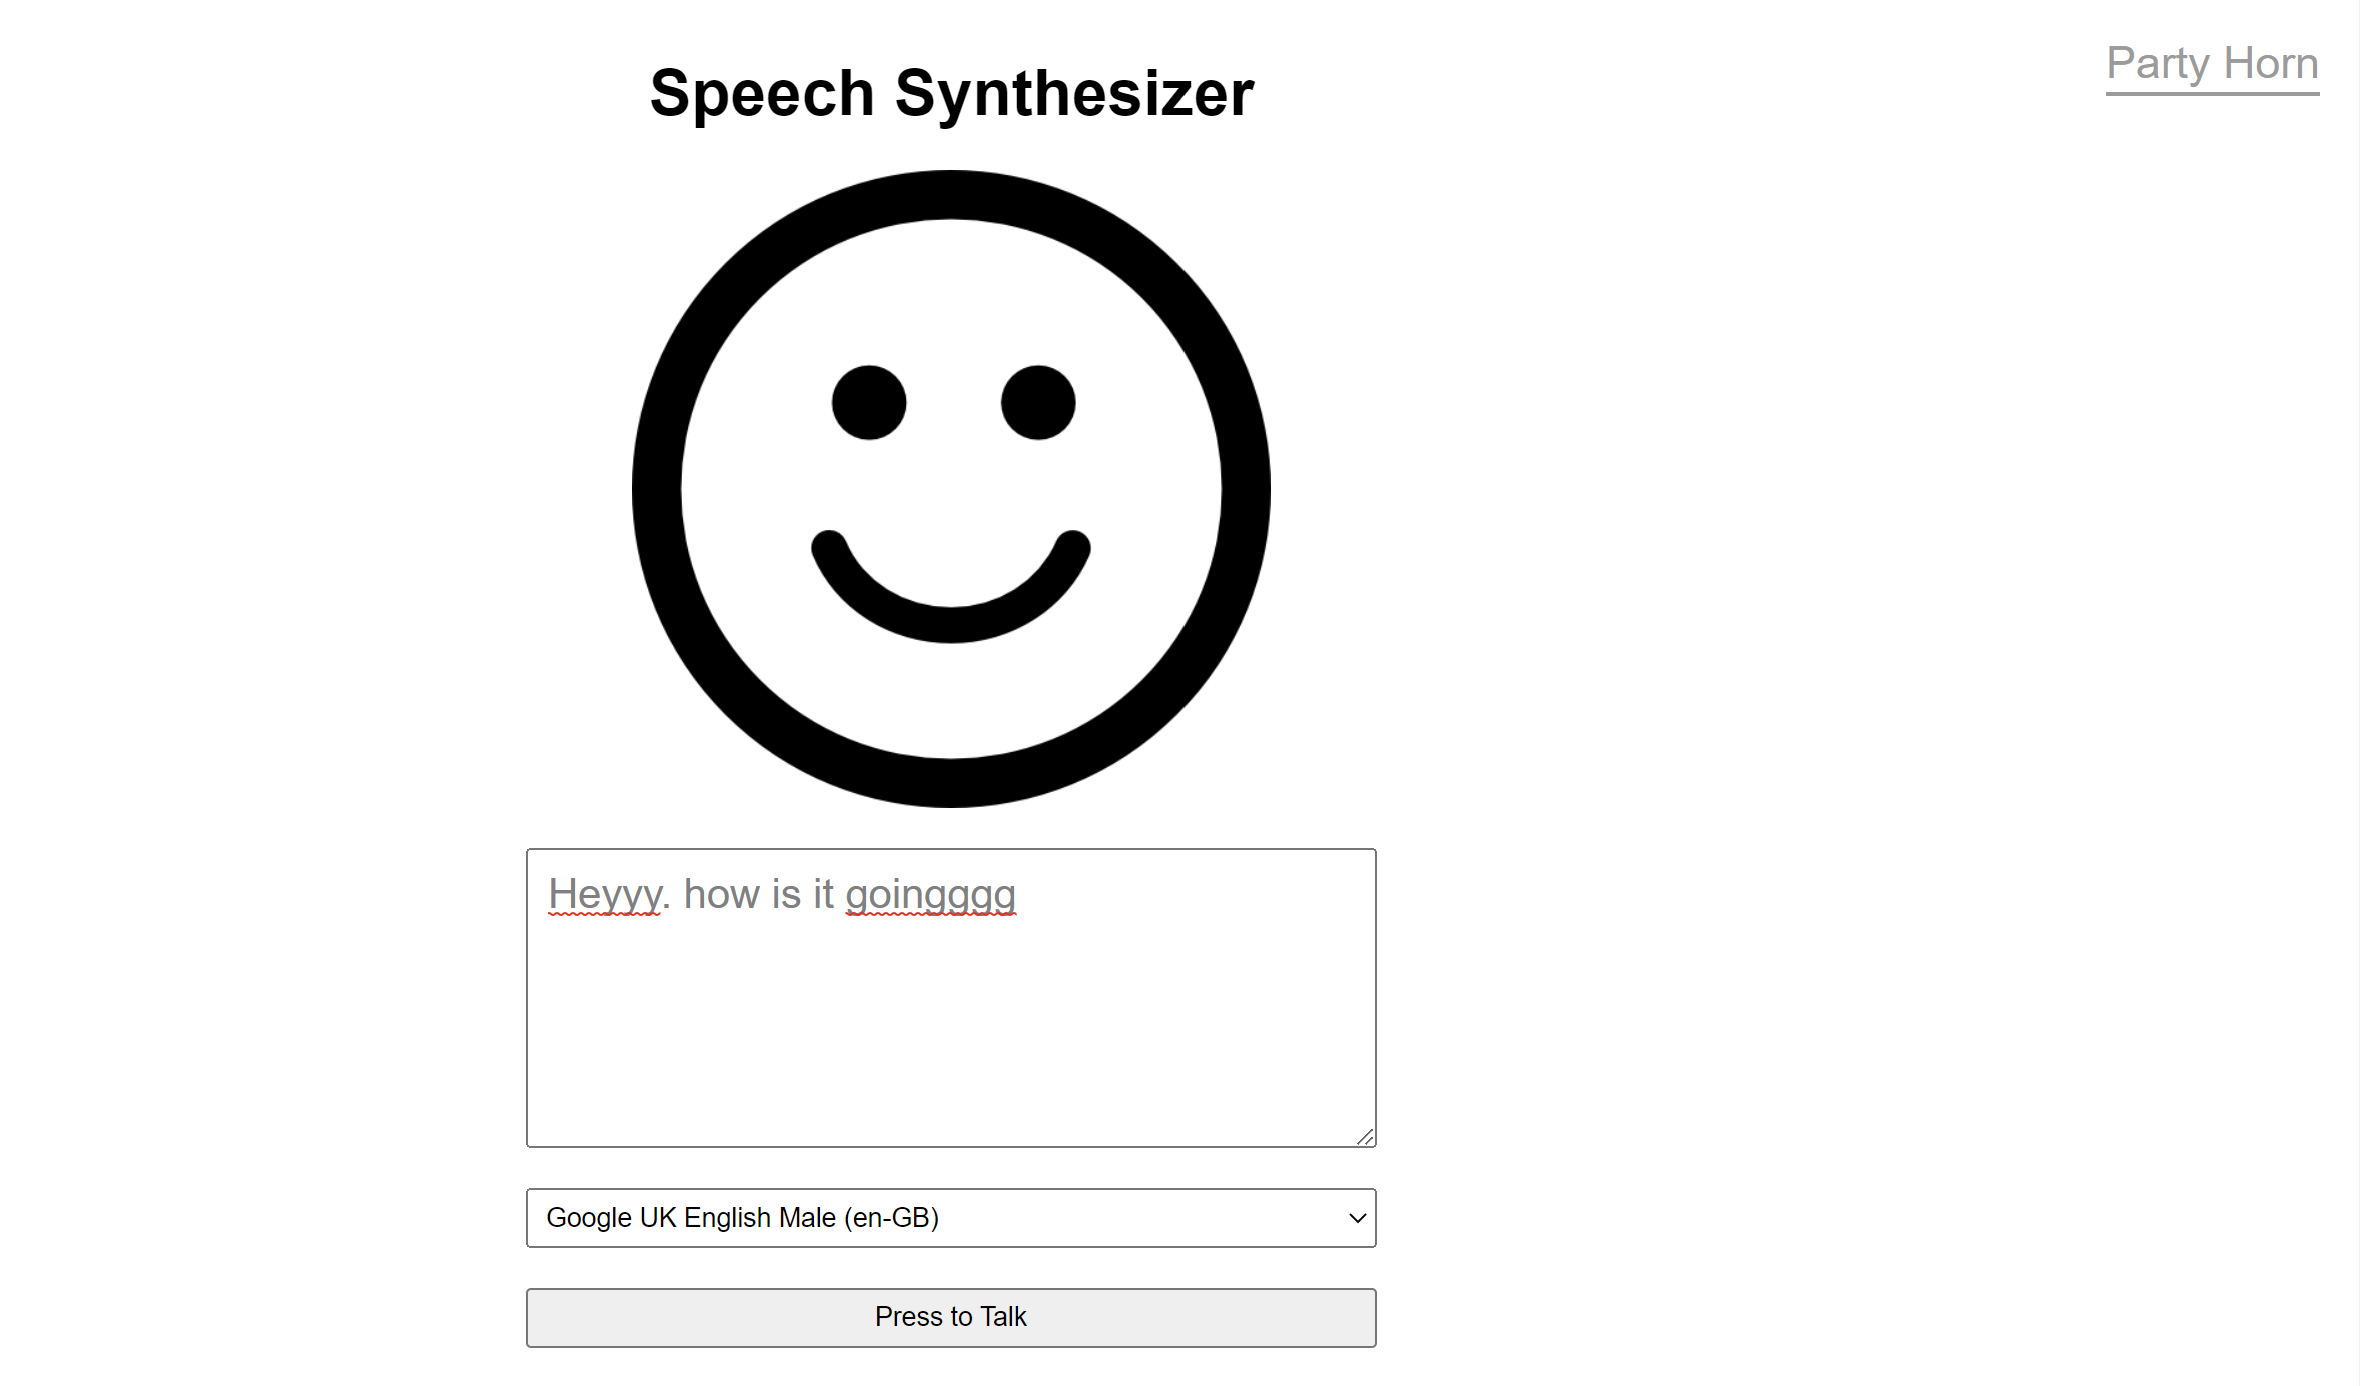 Party Horn
Speech Synthesizer
Heyyy. how is it goingggg
Google UK English Male (en-GB)
Press to Talk